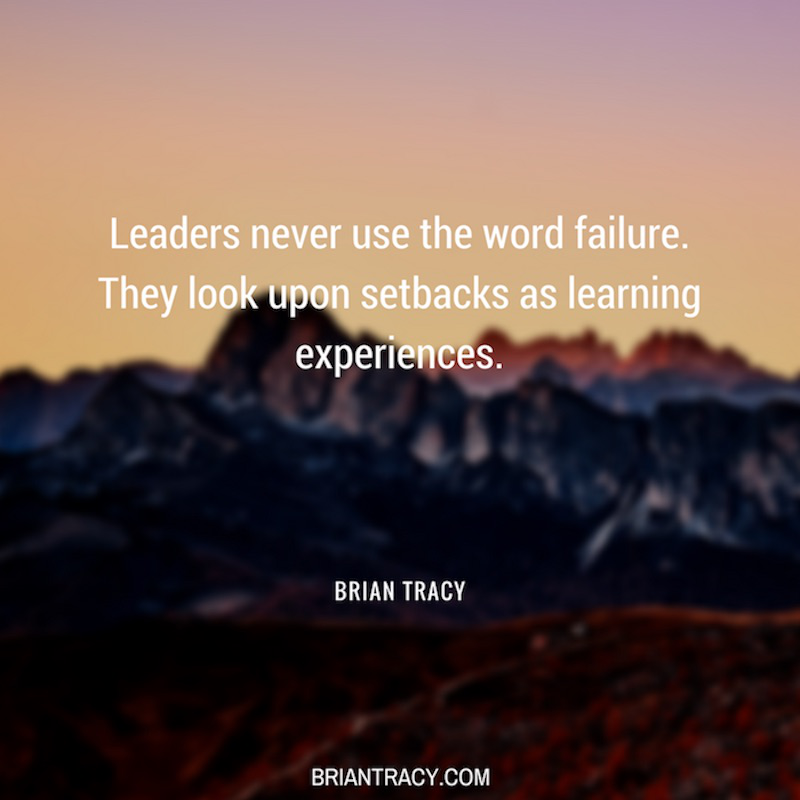 Leaders never use the word failure.
They look upon setbacks as learning
experiences.
BRIAN TRACY
BRIANTRACY.COM